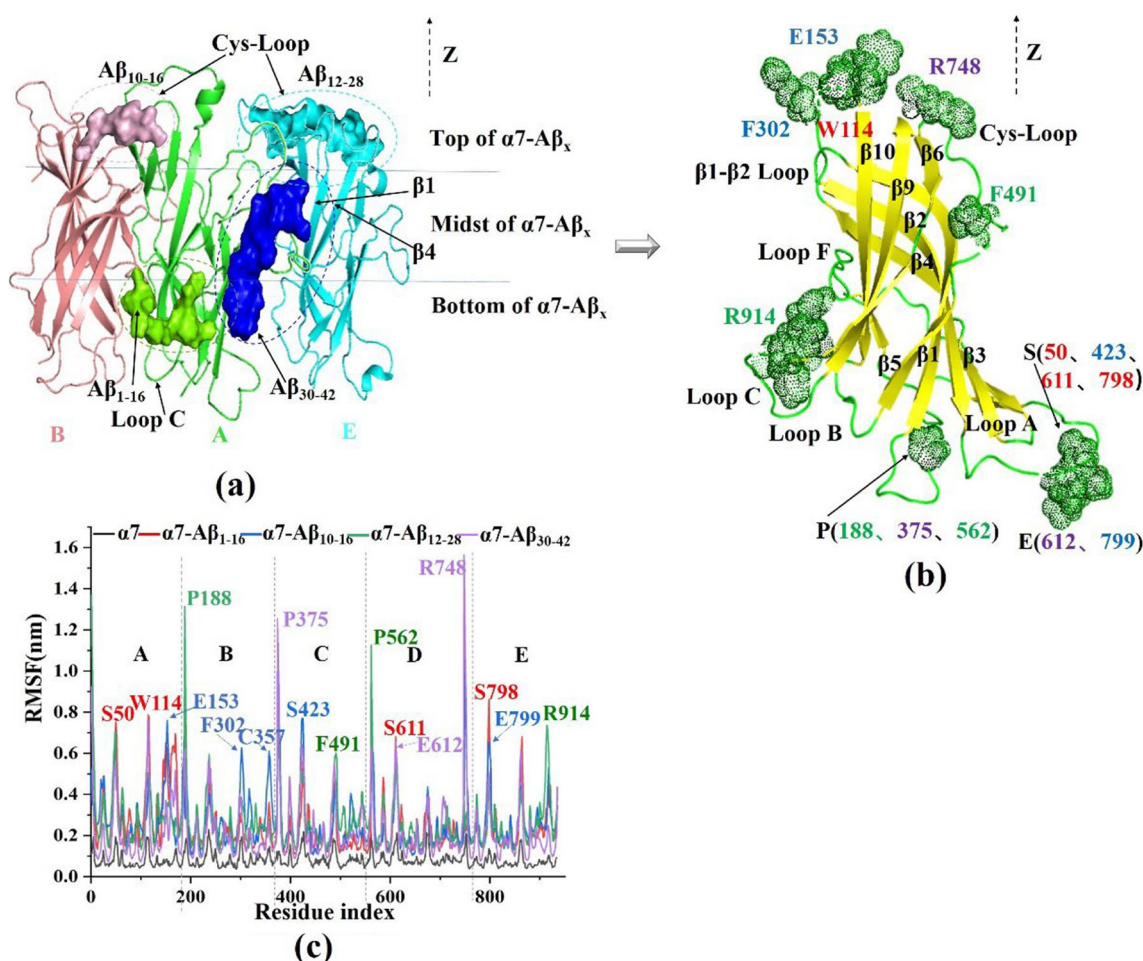 Cys-Loop
Aβ10-16
Aβ12-28
Z
Top of α7-Aβx
β1
Midst of α7-Aβx
β4
Bottom of α7-Aβx
Aβ1-16
Aβ30-42
Loop C
B
A
E
(a)
E153
Z
R748
F302
W114
Cys-Loop
β10
β6
β1-β2 Loop
β9
F491
β2
Loop F
β4
R914
β5
β1
β3
S(50、423、
611、798)
Loop C
Loop B
Loop A
P(188、375、562)
E(612、799)
(b)
α7
α7-Aβ1-16
α7-Aβ10-16
α7-Aβ12-28
α7-Aβ30-42
1.6
1.4
1.2
1.0
0.8
0.6
0.4
0.2
0.0
RMSF(nm)
R748
P188
P375
P562
A
B
C
D
E
S50
W114
E153
F302
C357
S423
F491
S611
E612
S798
E799
R914
0
200
400
600
800
Residue index
(c)